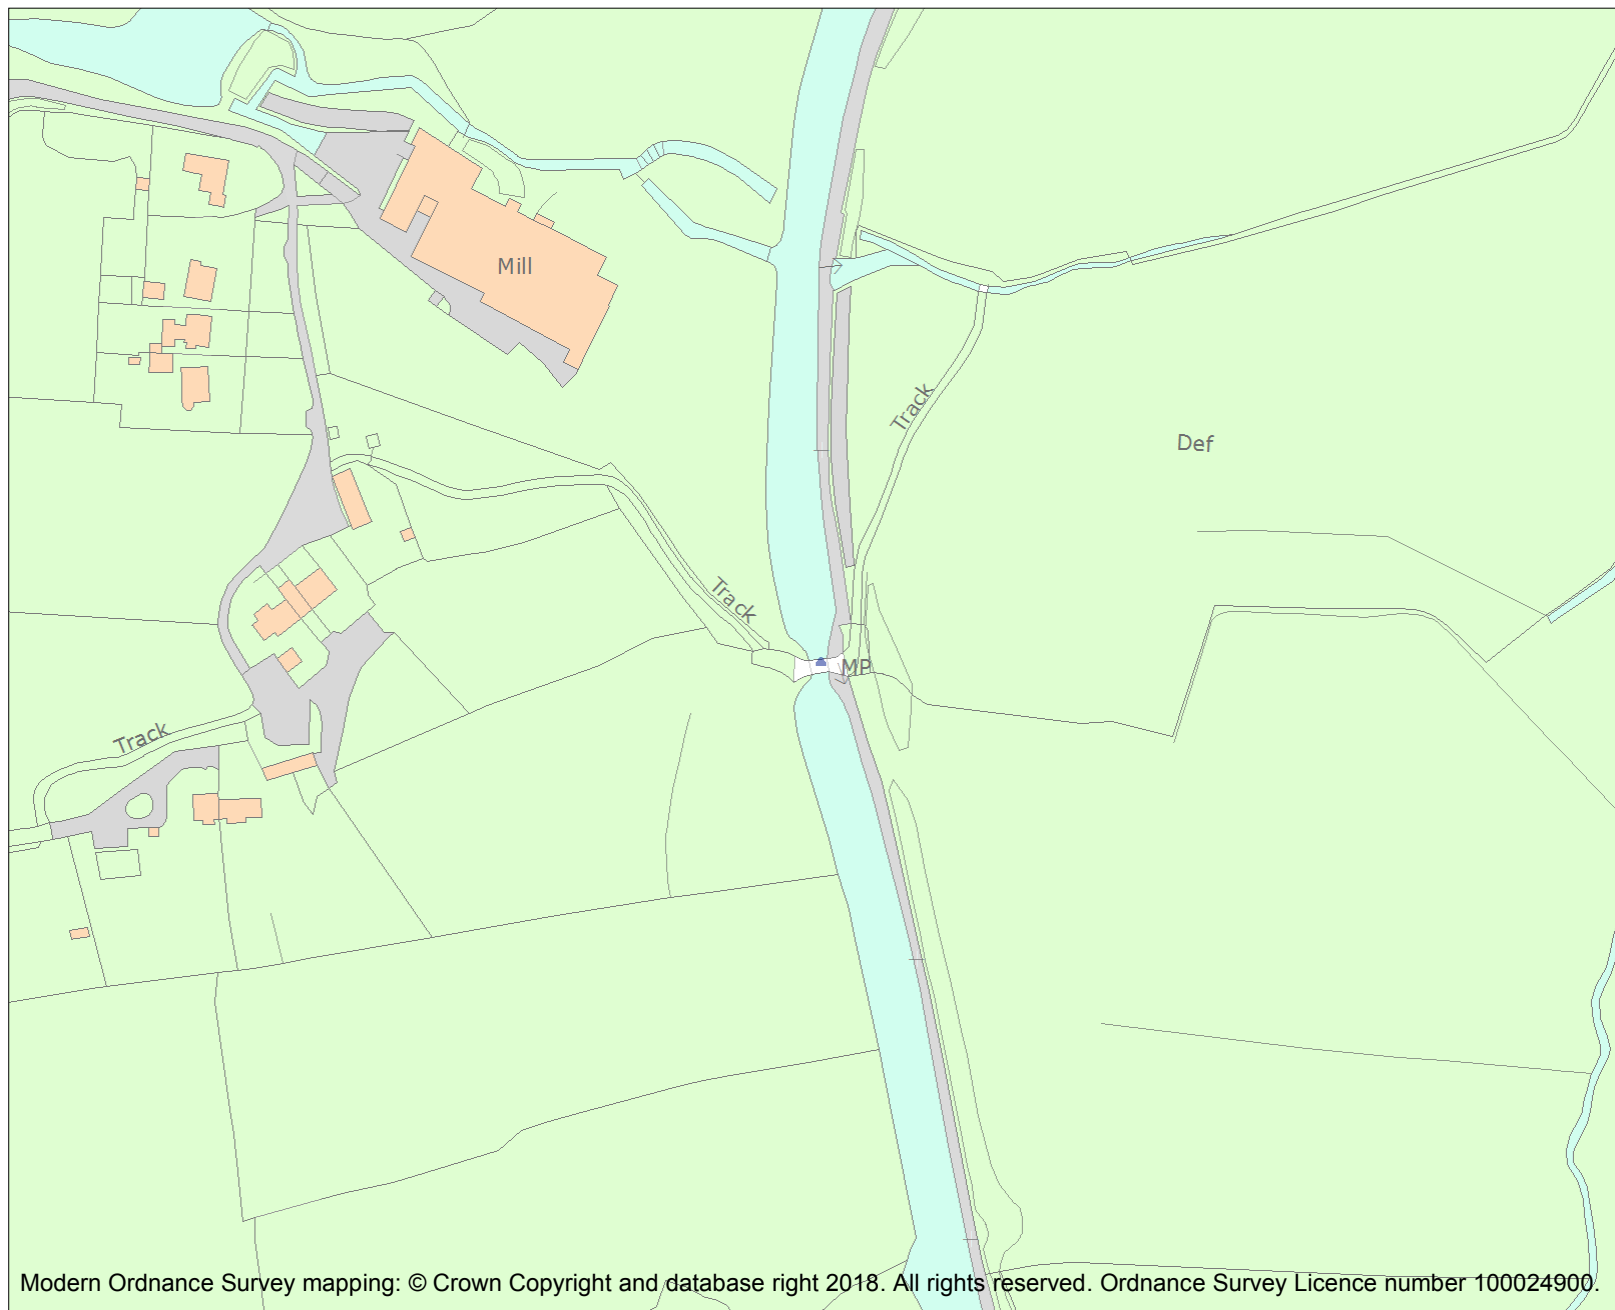 Mill
Track
Def
Track
MP
Track
Modern Ordnance Survey mapping: © Crown Copyright and database right 2018. All rights reserved. Ordnance Survey Licence number 100024900.